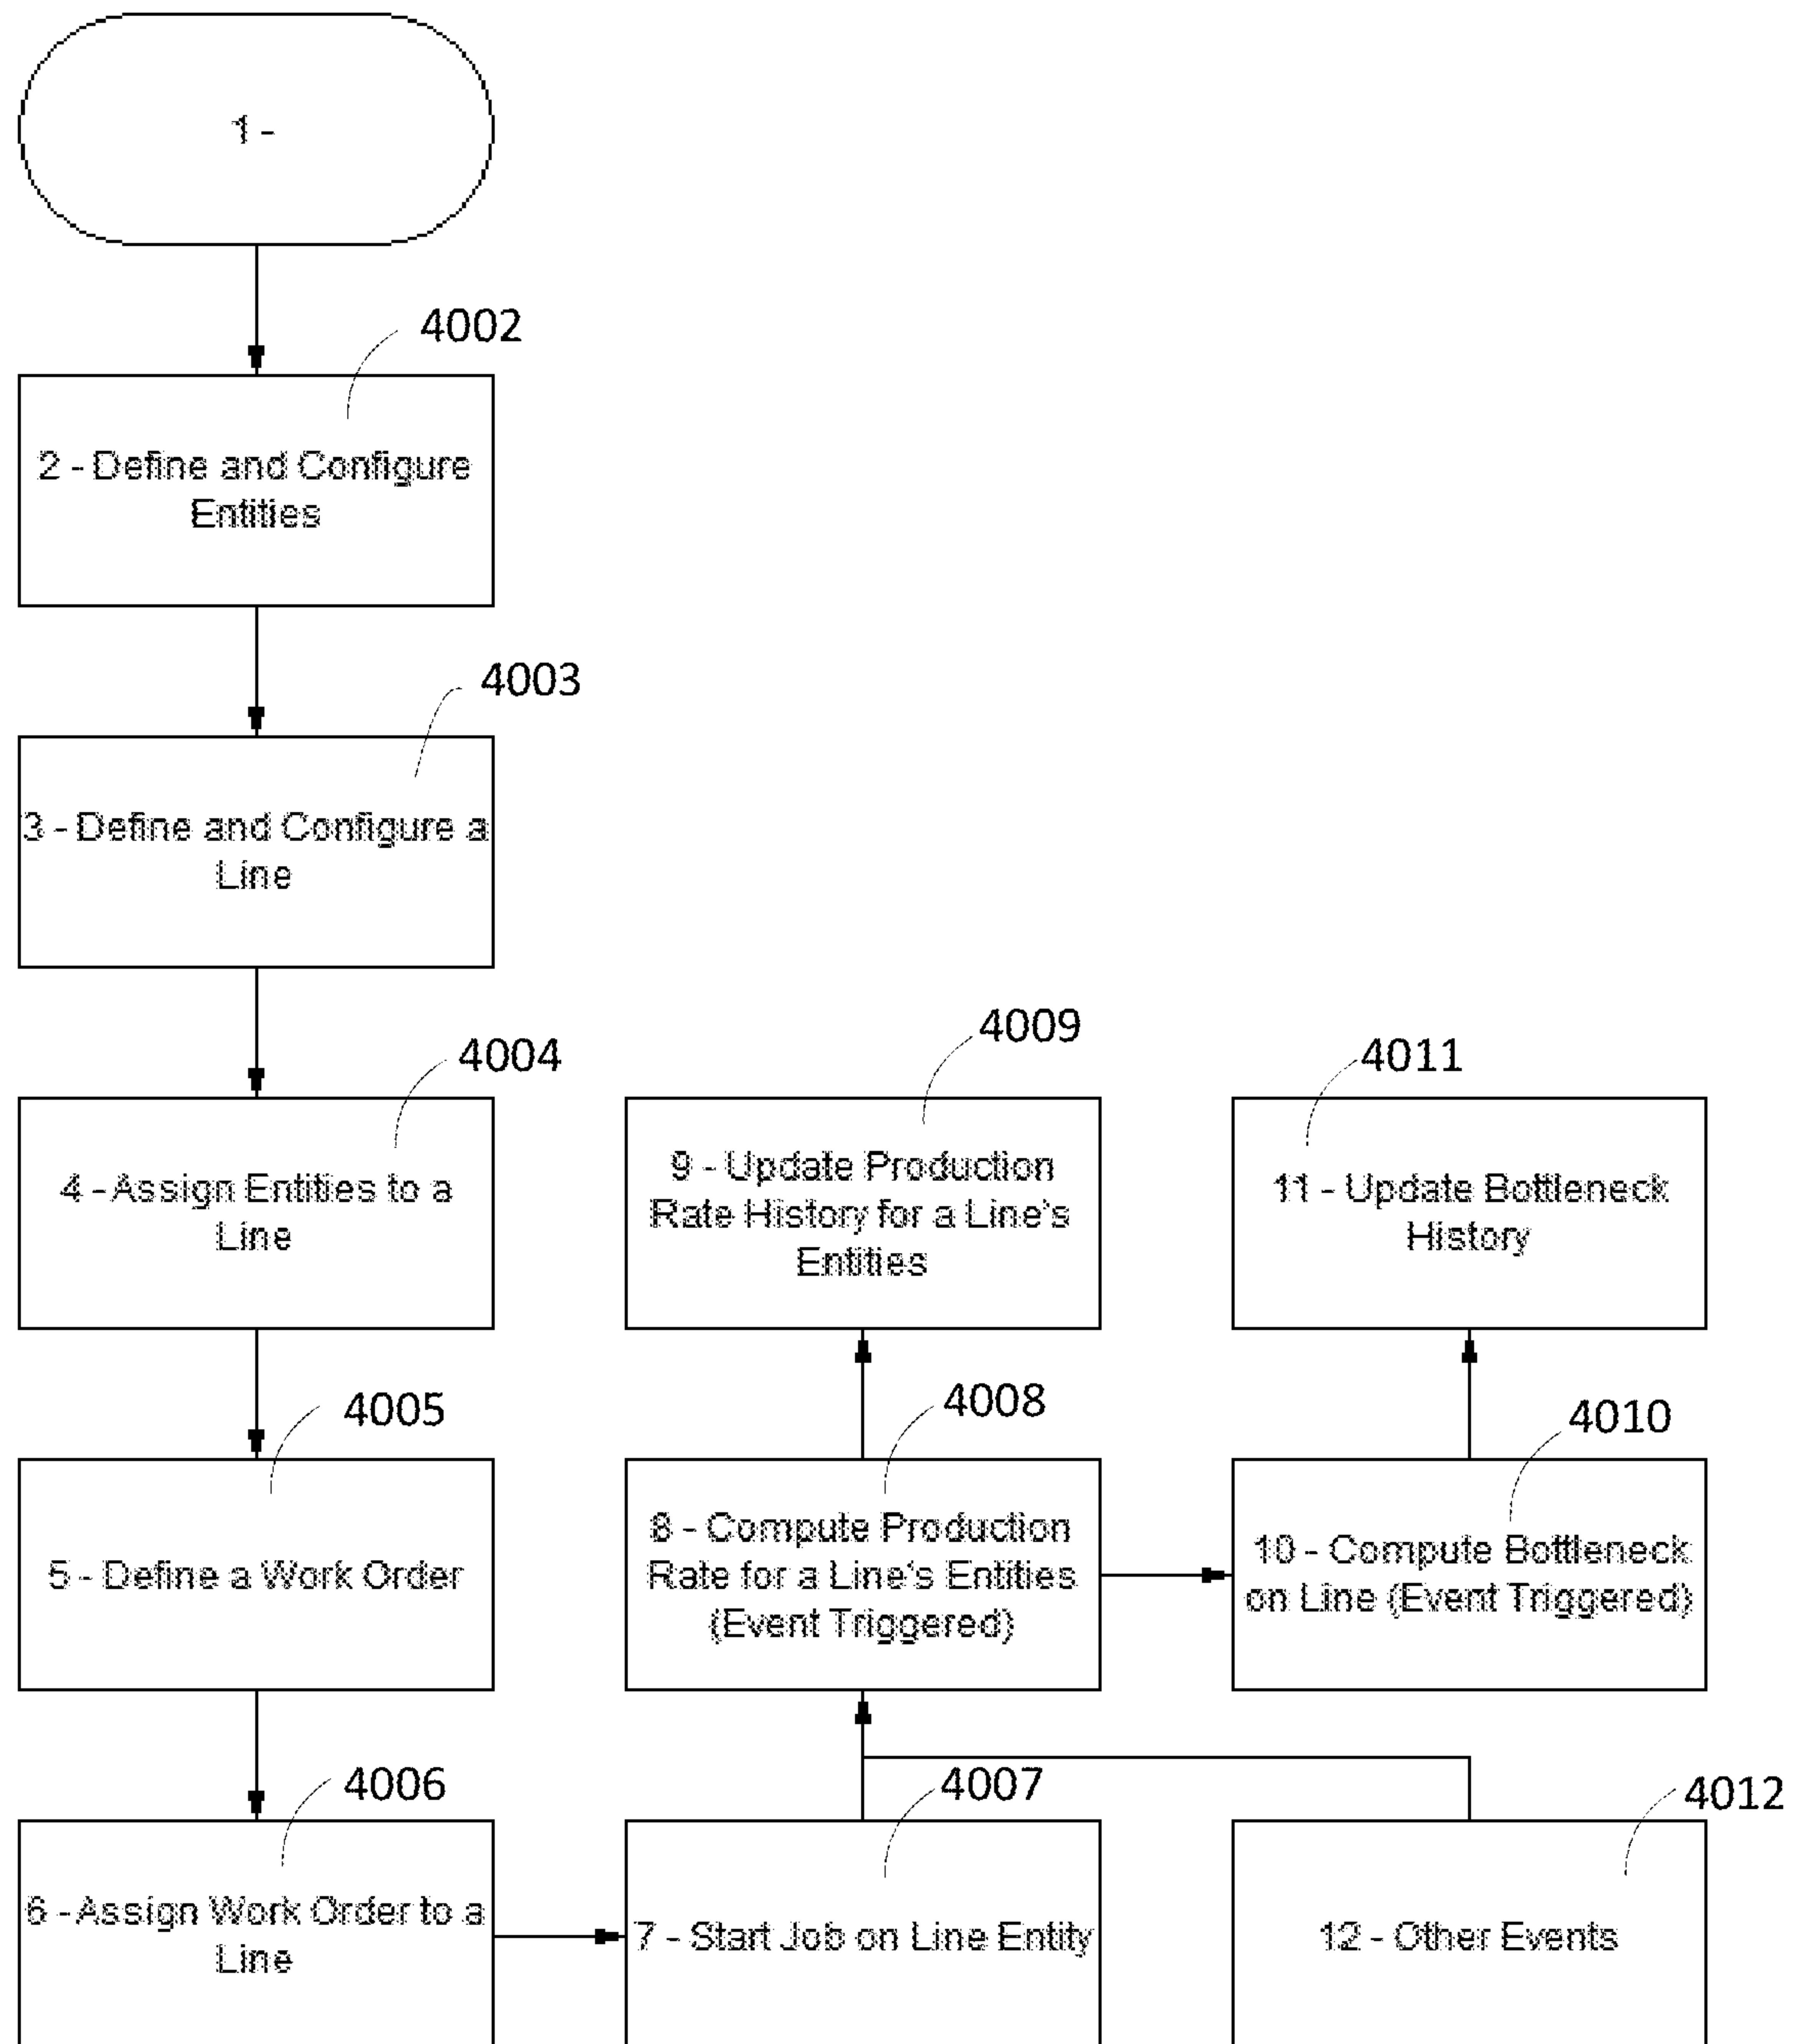 1 -
4002
2 - Define and Configure
Entities
4003
3 - Define and Configure a
Line
4004
4 - Assign Entities to a
Line
4009
9 - Update Production
Rate History for a Line's
Entities
4011
11 - Update Bottleneck
History
4005
5 - Define a Work Order
4008
8 - Compute Production
Rate for a Line's Entities
(Event Triggered)
4010
10 - Compute Bottleneck
on Line (Event Triggered)
4006
6 - Assign Work Order to a
Line
4007
7 - Start Job on Line Entity
4012
12 - Other Events